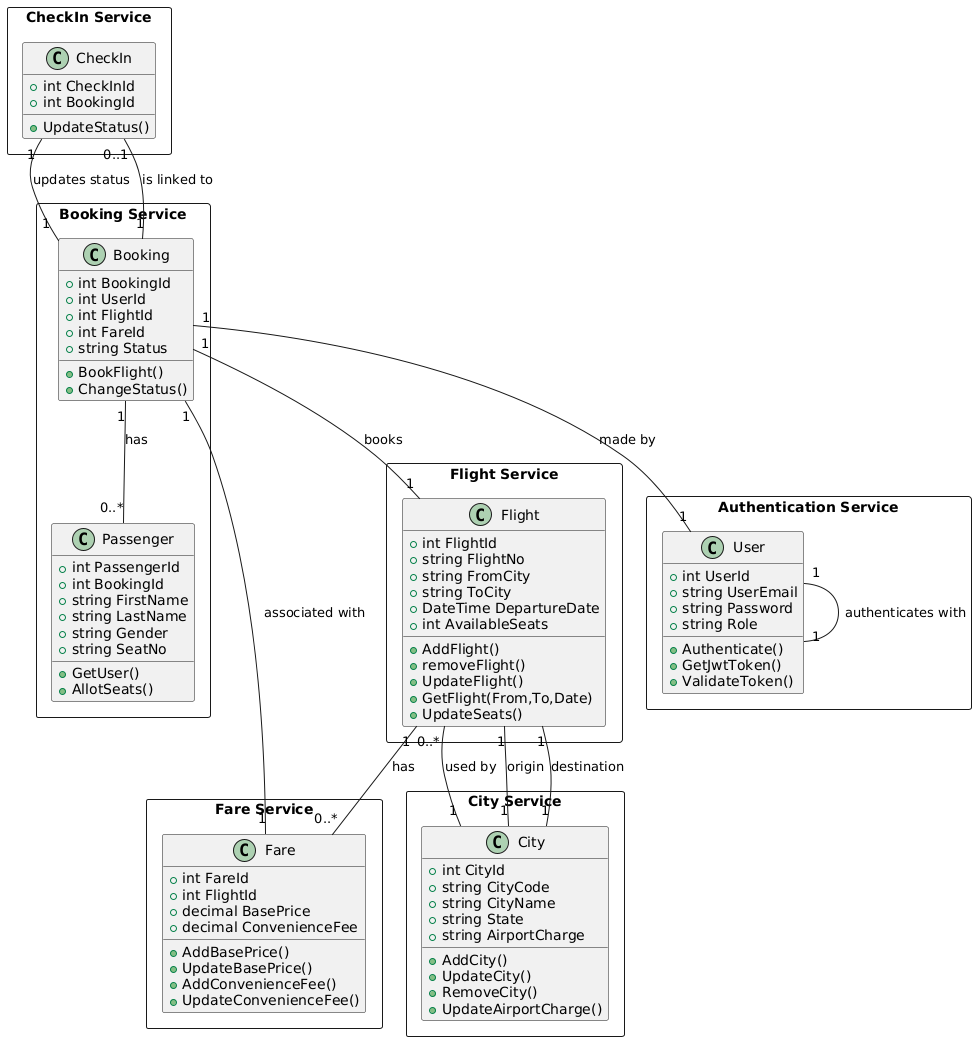 CheckIn Service
C CheckIn
int CheckInId
int BookingId
UpdateStatus()
1
0..1
updates status
is linked to
1
1
Booking Service
C Booking
int BookingId
int UserId
int FlightId
int FareId
string Status
BookFlight()
ChangeStatus()
1
1
1
1
has
books
made by
0..*
1
1
C Passenger
int PassengerId
int BookingId
string FirstName
string LastName
string Gender
string SeatNo
GetUser()
AllotSeats()
associated with
Flight Service
C Flight
int FlightId
string FlightNo
string FromCity
string ToCity
DateTime DepartureDate
int AvailableSeats
AddFlight()
removeFlight()
UpdateFlight()
GetFlight(From,To,Date)
UpdateSeats()
Authentication Service
C User
int UserId
string UserEmail
string Password
string Role
Authenticate()
GetJwtToken()
ValidateToken()
1
authenticates with
1
1
0..*
1
1
has
used by
origin
destination
1
0..*
1
1
1
Fare Service
C Fare
int FareId
int FlightId
decimal BasePrice
decimal ConvenienceFee
AddBasePrice()
UpdateBasePrice()
AddConvenienceFee()
UpdateConvenienceFee()
City Service
C City
int CityId
string CityCode
string CityName
string State
string AirportCharge
AddCity()
UpdateCity()
RemoveCity()
UpdateAirportCharge()